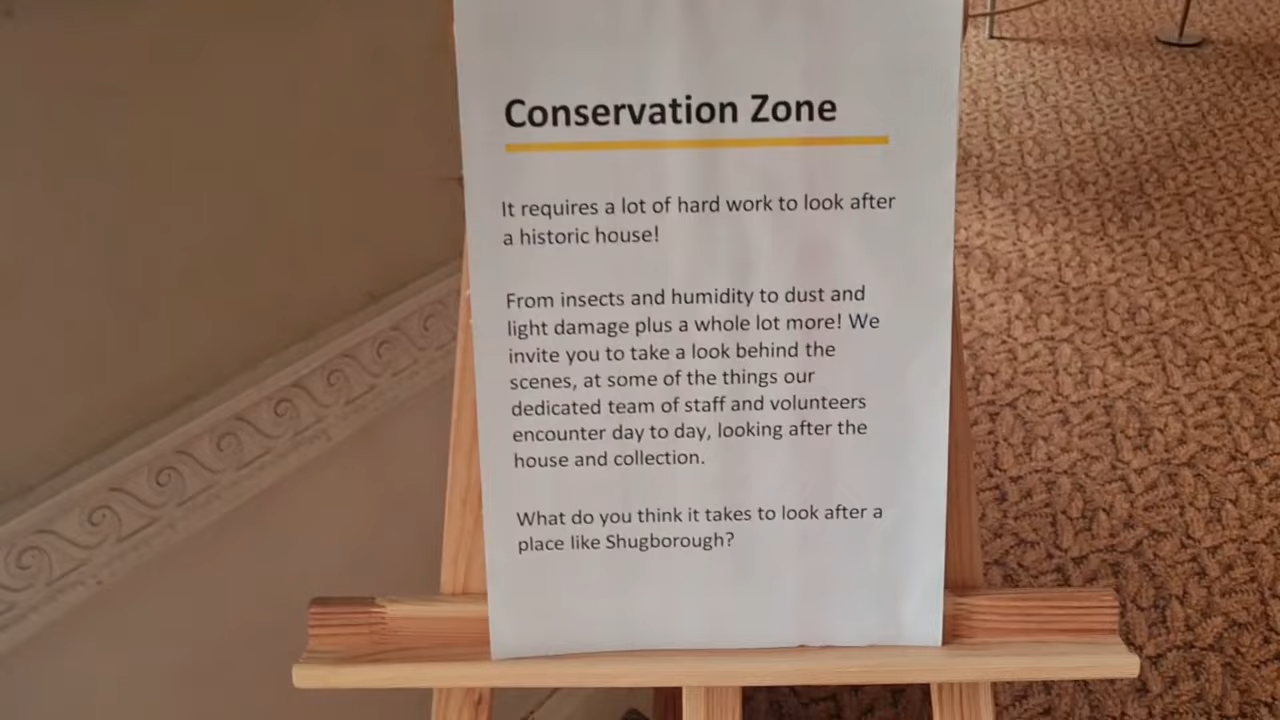 Conservation Zone
It requires a lot of hard work to look after
a historic house!
From insects and humidity to dust and
light damage plus a whole lot more! We
invite you to take a look behind the
scenes, at some of the things our
dedicated team of staff and volunteers
encounter day to day, looking after the
house and collection.
What do you think it takes to look after a
place like Shugborough?